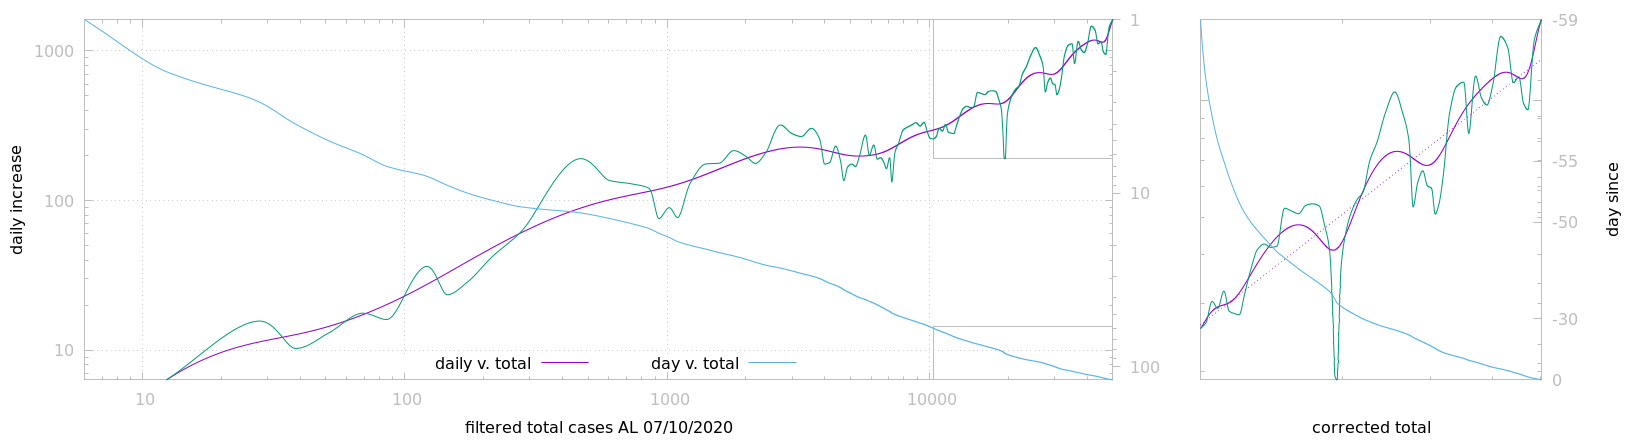 1000
100
10
daily increase
10
100
1000
10000
filtered total cases AL 07/10/2020
daily v. total
day v. total
1
10
100
-59
-55
-50
-30
0
day since
corrected total